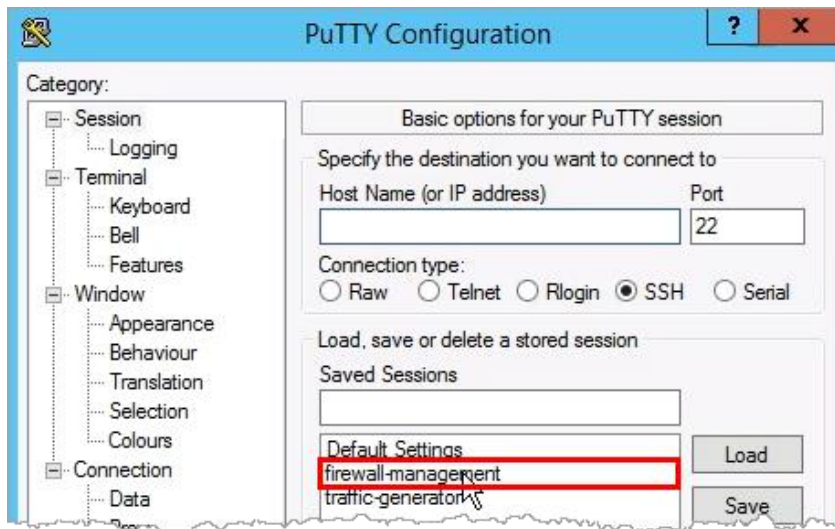 PuTTY Configuration
? x
Category:
Session
Logging
Terminal
Keyboard
Bell
Features
Window
Appearance
Behaviour
Translation
Selection
Colours
Connection
Data
Basic options for your PuTTY session
Specify the destination you want to connect to
Host Name (or IP address) Port
22
Connection type:
Raw Telnet Rlogin SSH Serial
Load, save or delete a stored session
Saved Sessions
Default Settings
firewall-management
traffic-generator
Load
Save